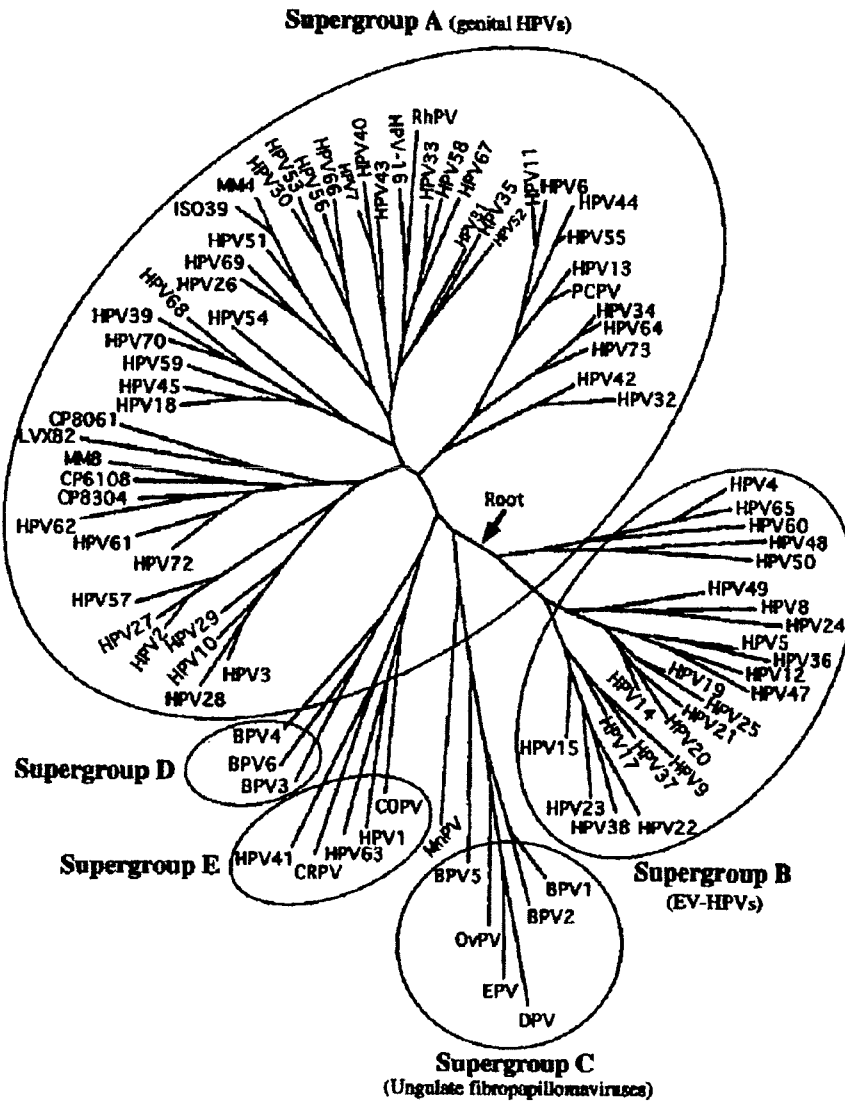 Supergroup A (genital HPVs)
RhPV
HPV-16
HPV40
HPV43
HPV7
HPV66
HPV56
HPV53
HPV30
MM4
ISO39
HPV51
HPV69
HPV26
HPV68
HPV54
HPV39
HPV70
HPV59
HPV45
HPV18
CP8061
LVX82
MM8
CP6108
CP8304
HPV62
HPV61
HPV72
HPV57
HPV27
HPV2
HPV29
HPV10
HPV3
HPV28
HPV33
HPV58
HPV67
HPV31
HPV35
HPV52
HPV11
HPV6
HPV44
HPV55
HPV13
PCPV
HPV34
HPV64
HPV73
HPV42
HPV32
Root
HPV4
HPV65
HPV60
HPV48
HPV50
HPV49
HPV8
HPV24
HPV5
HPV36
HPV12
HPV47
HPV19
HPV25
HPV21
HPV14
HPV20
HPV9
HPV37
HPV17
HPV15
HPV23
HPV38
HPV22
Supergroup B
(EV-HPVs)
BPV4
BPV6
BPV3
Supergroup D
COPV
HPV1
HPV63
CRPV
HPV41
Supergroup E
MnPV
BPV5
BPV1
BPV2
OvPV
EPV
DPV
Supergroup C
(Ungulate fibropapillomaviruses)